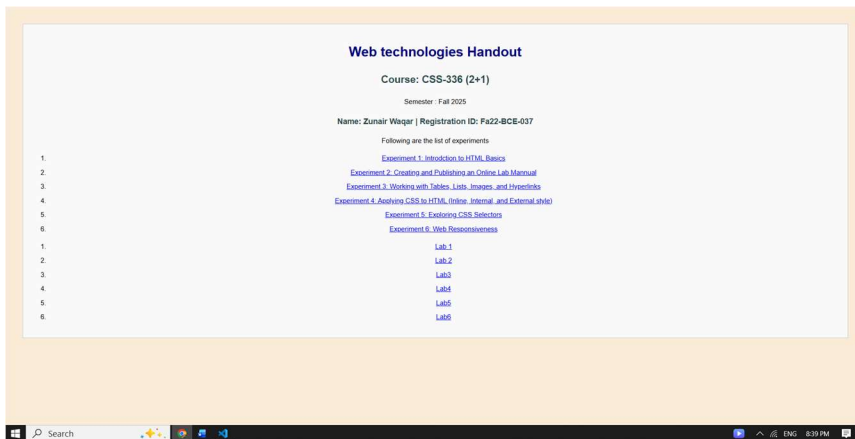 Web technologies Handout
Course: CSS-336 (2+1)
Semester : Fall 2025
Name: Zunair Waqar | Registration ID: Fa22-BCE-037
Following are the list of experiments
1. Experiment 1: Introdction to HTML Basics
2. Experiment 2: Creating and Publishing an Online Lab Mannual
3. Experiment 3: Working with Tables, Lists, Images, and Hyperlinks
4. Experiment 4: Applying CSS to HTML (Inline, Internal, and External style)
5. Experiment 5: Exploring CSS Selectors
6. Experiment 6: Web Responsiveness
1. Lab 1
2. Lab 2
3. Lab3
4. Lab4
5. Lab5
6. Lab6
Search ENG 8:39 PM